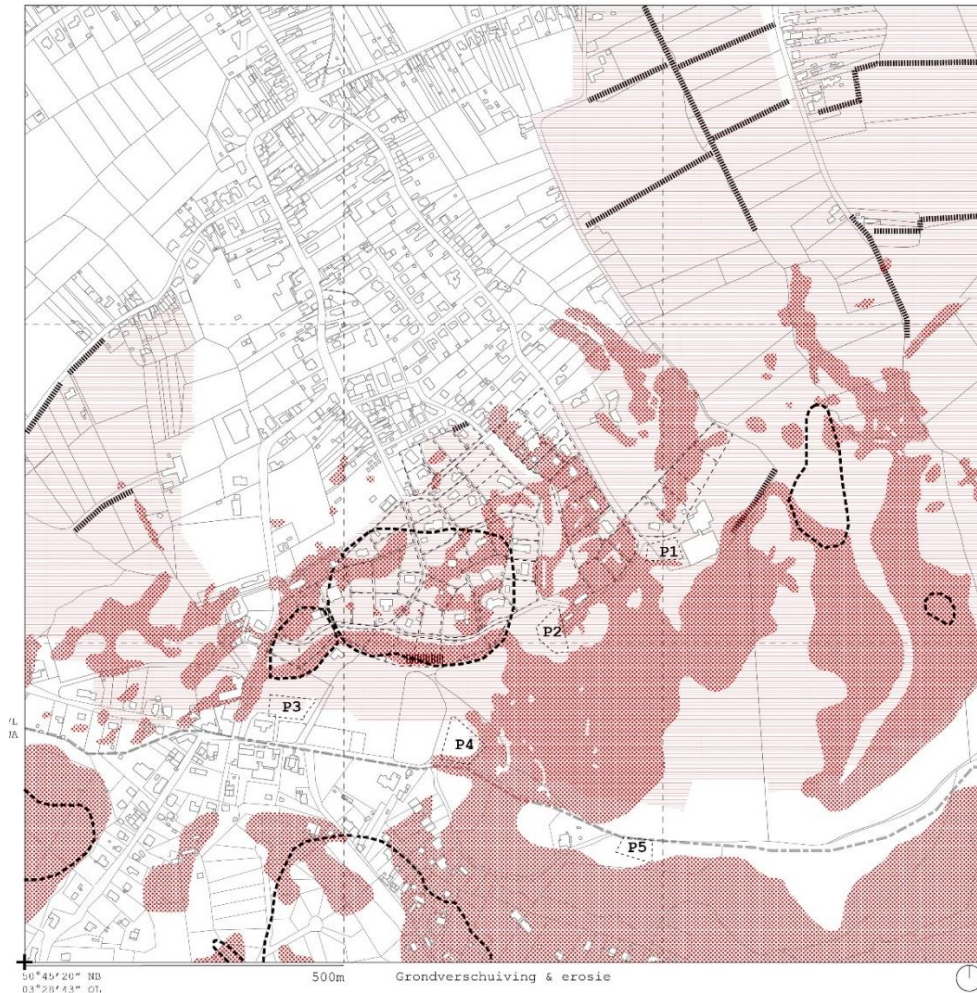 P1
P2
P3
P4
P5
50°45'20" NB
03°28'43" OL
500m
Grondverschuiving & erosie